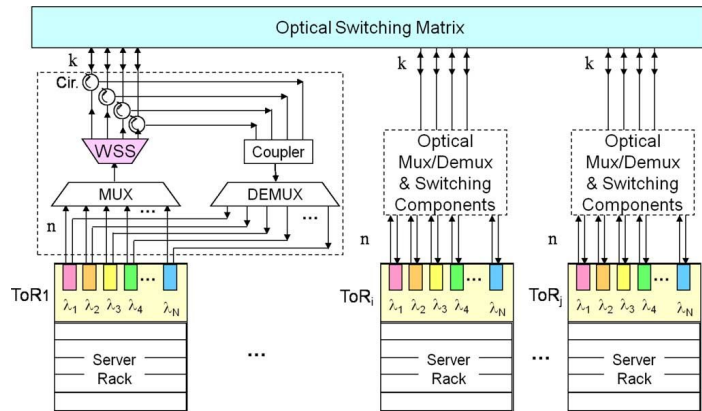 Optical Switching Matrix
k
k
k
Cir.
WSS
Coupler
MUX
DEMUX
...
...
n
Optical
Mux/Demux
& Switching
Components
n
Optical
Mux/Demux
& Switching
Components
n
ToR1
...
λ1 λ2 λ3 λ4 λN
Server
Rack
...
ToRi
...
λ1 λ2 λ3 λ4 λN
Server
Rack
...
ToRj
...
λ1 λ2 λ3 λ4 λN
Server
Rack